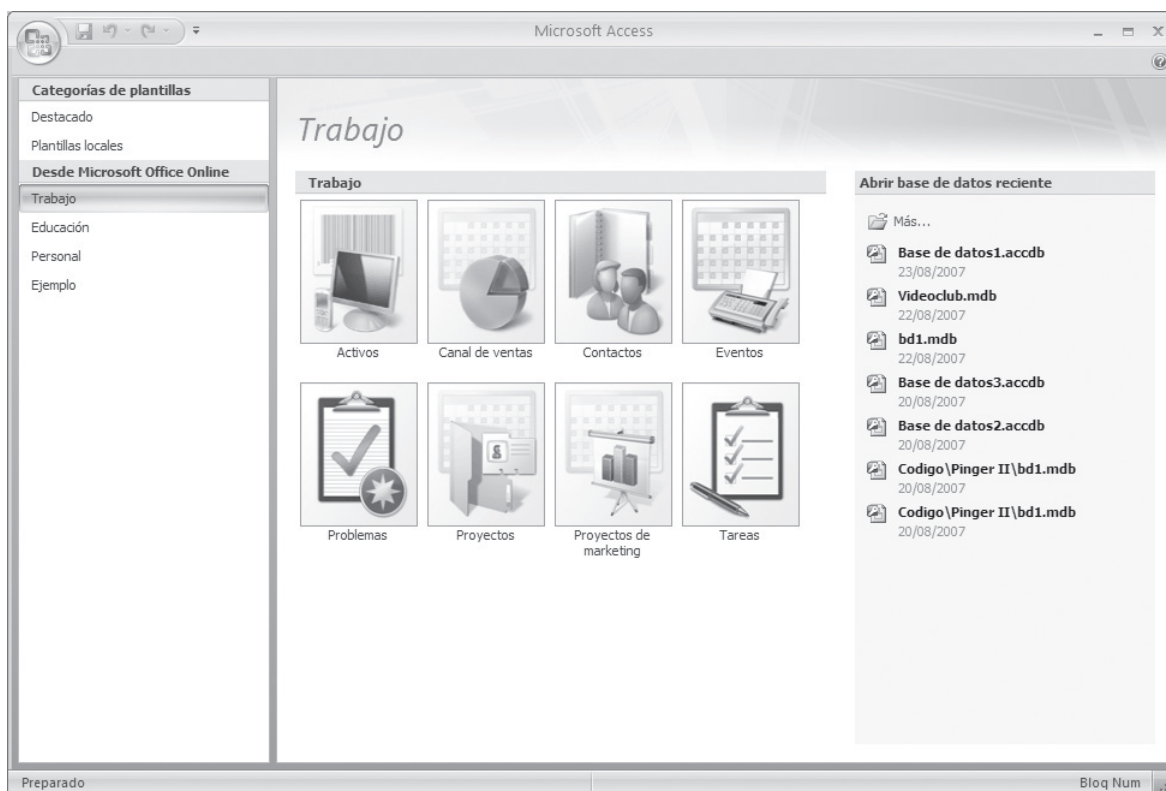 Microsoft Access
Categorías de plantillas
Destacado
Plantillas locales
Desde Microsoft Office Online
Trabajo
Educación
Personal
Ejemplo
Trabajo
Trabajo
Activos
Canal de ventas
Contactos
Eventos
Problemas
Proyectos
Proyectos de
marketing
Tareas
Abrir base de datos reciente
Más...
Base de datos1.accdb
23/08/2007
Videoclub.mdb
22/08/2007
bd1.mdb
22/08/2007
Base de datos3.accdb
20/08/2007
Base de datos2.accdb
20/08/2007
Codigo\Pinger II\bd1.mdb
20/08/2007
Codigo\Pinger II\bd1.mdb
20/08/2007
Preparado
Bloq Num